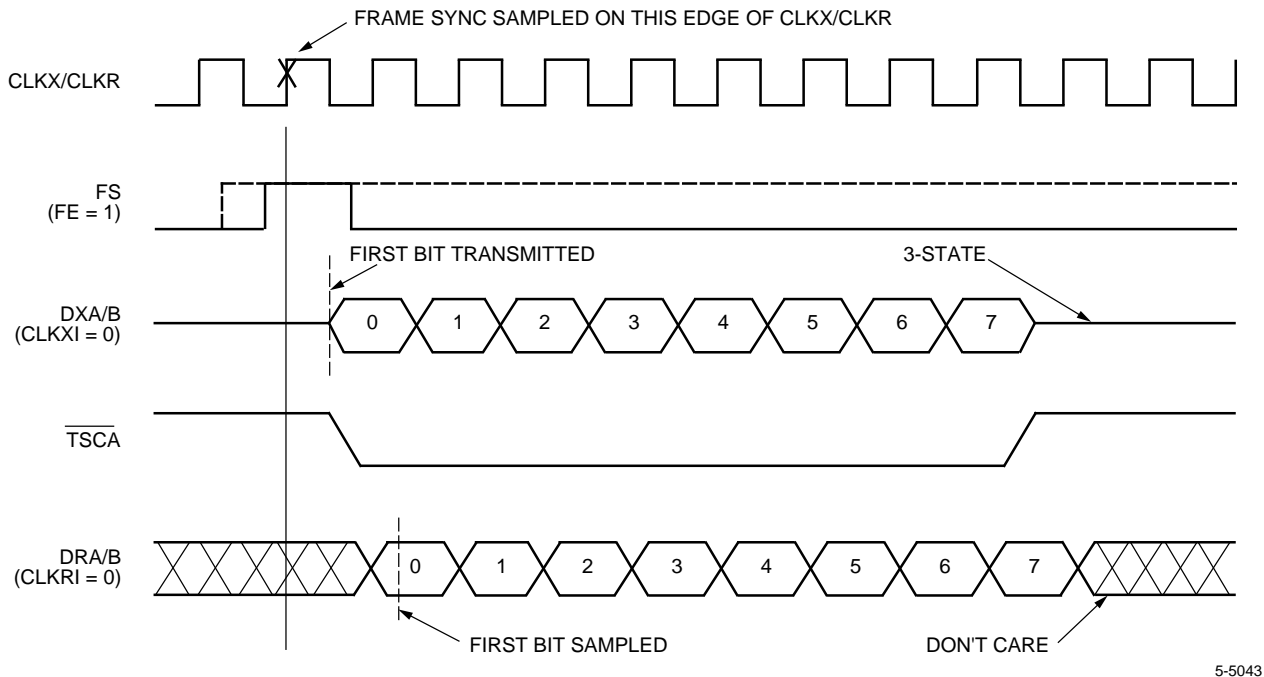 FRAME SYNC SAMPLED ON THIS EDGE OF CLKX/CLKR
CLKX/CLKR
FS
(FE = 1)
FIRST BIT TRANSMITTED
3-STATE
DXA/B
(CLKXI = 0)
0 1 2 3 4 5 6 7
TSCA
DRA/B
(CLKRI = 0)
0 1 2 3 4 5 6 7
FIRST BIT SAMPLED
DON'T CARE
5-5043